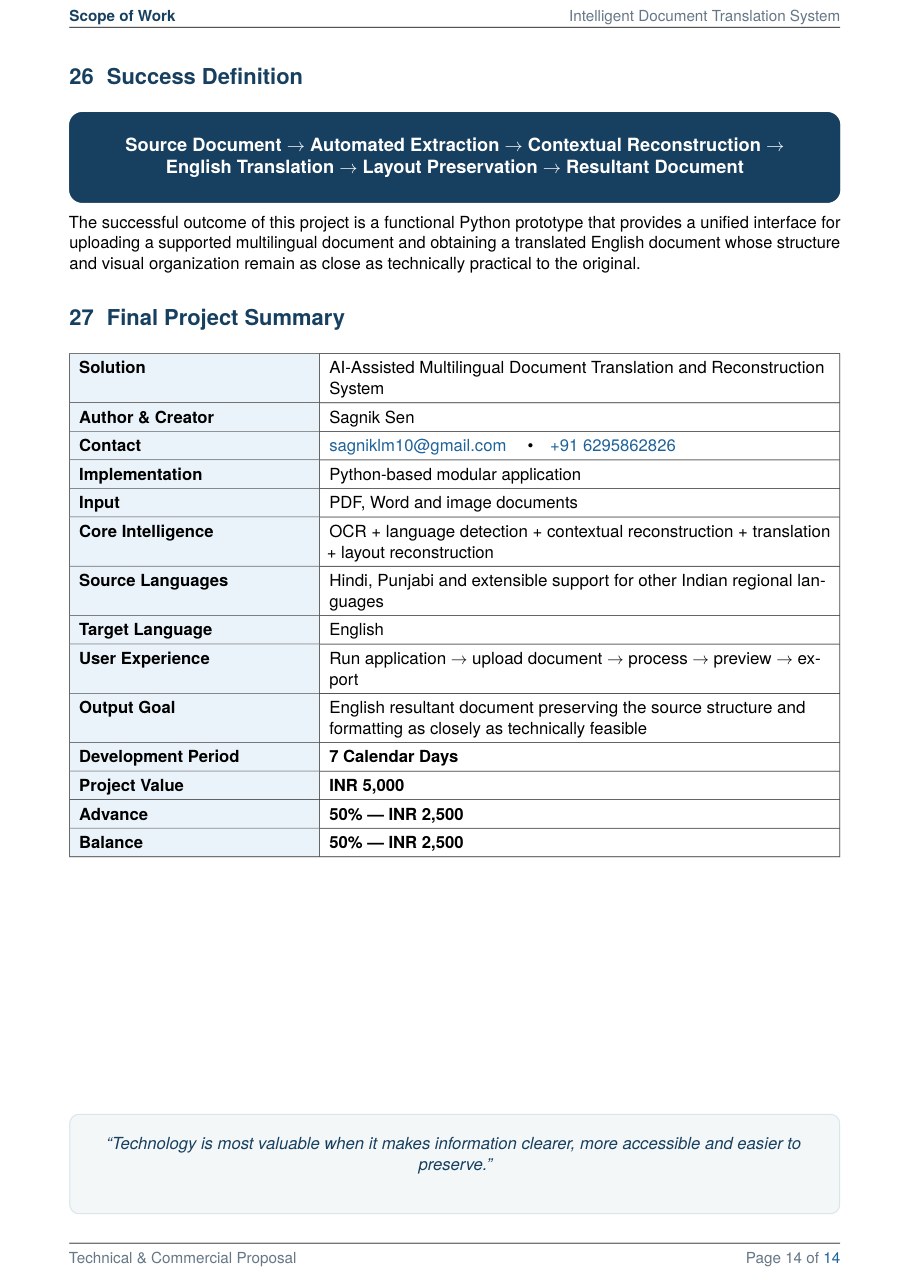 Scope of Work
Intelligent Document Translation System
26 Success Definition
Source Document → Automated Extraction → Contextual Reconstruction →
English Translation → Layout Preservation → Resultant Document
The successful outcome of this project is a functional Python prototype that provides a unified interface for
uploading a supported multilingual document and obtaining a translated English document whose structure
and visual organization remain as close as technically practical to the original.
27 Final Project Summary
Solution
AI-Assisted Multilingual Document Translation and Reconstruction
System
Author & Creator
Sagnik Sen
Contact
sagniklm10@gmail.com • +91 6295862826
Implementation
Python-based modular application
Input
PDF, Word and image documents
Core Intelligence
OCR + language detection + contextual reconstruction + translation
+ layout reconstruction
Source Languages
Hindi, Punjabi and extensible support for other Indian regional lan-
guages
Target Language
English
User Experience
Run application → upload document → process → preview → ex-
port
Output Goal
English resultant document preserving the source structure and
formatting as closely as technically feasible
Development Period
7 Calendar Days
Project Value
INR 5,000
Advance
50% — INR 2,500
Balance
50% — INR 2,500
“Technology is most valuable when it makes information clearer, more accessible and easier to
preserve.”
Technical & Commercial Proposal
Page 14 of 14